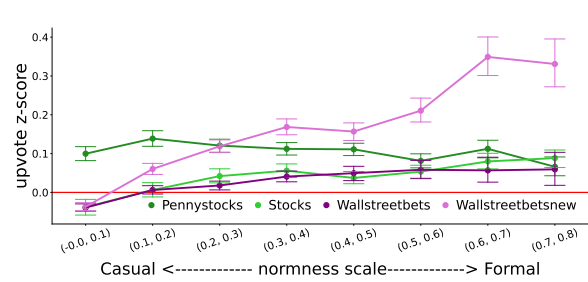 upvote z-score
0.4
0.3
0.2
0.1
0.0
Pennystocks Stocks Wallstreetbets Wallstreetbetsnew
(-0.0, 0.1) (0.1, 0.2) (0.2, 0.3) (0.3, 0.4) (0.4, 0.5) (0.5, 0.6) (0.6, 0.7) (0.7, 0.8)
Casual <------------- normness scale-------------> Formal